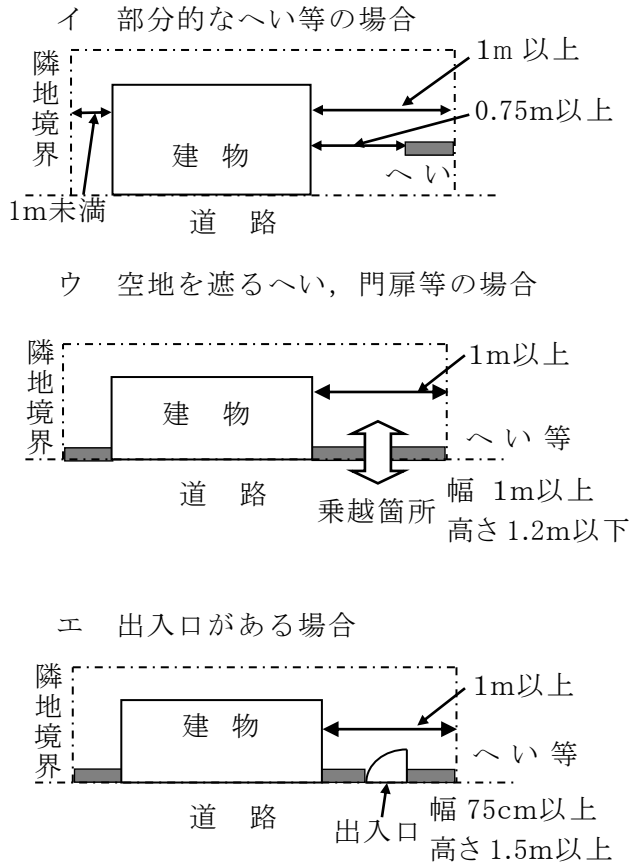 イ 部分的なへい等の場合
隣地境界
1m 以上
0.75m以上
建 物
へ い
1m未満
道 路
ウ 空地を遮るへい，門扉等の場合
隣地境界
1m以上
建 物
へ い 等
道 路
乗越箇所
幅 1m以上
高さ 1.2m以下
エ 出入口がある場合
隣地境界
1m以上
建 物
へ い 等
道 路
出入口
幅 75cm以上
高さ 1.5m以上